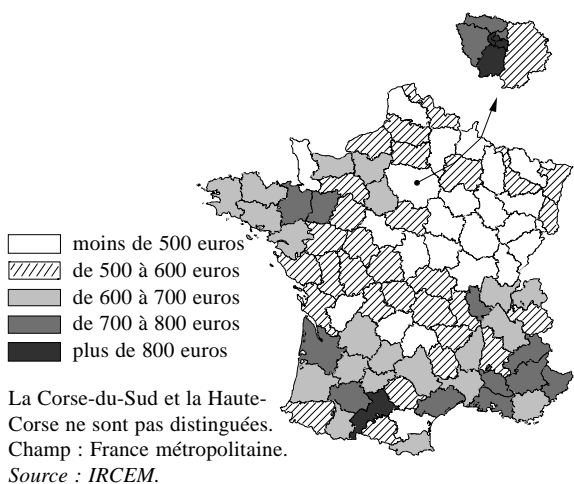 moins de 500 euros
de 500 à 600 euros
de 600 à 700 euros
de 700 à 800 euros
plus de 800 euros
La Corse-du-Sud et la Haute-
Corse ne sont pas distinguées.
Champ : France métropolitaine.
Source : IRCEM.